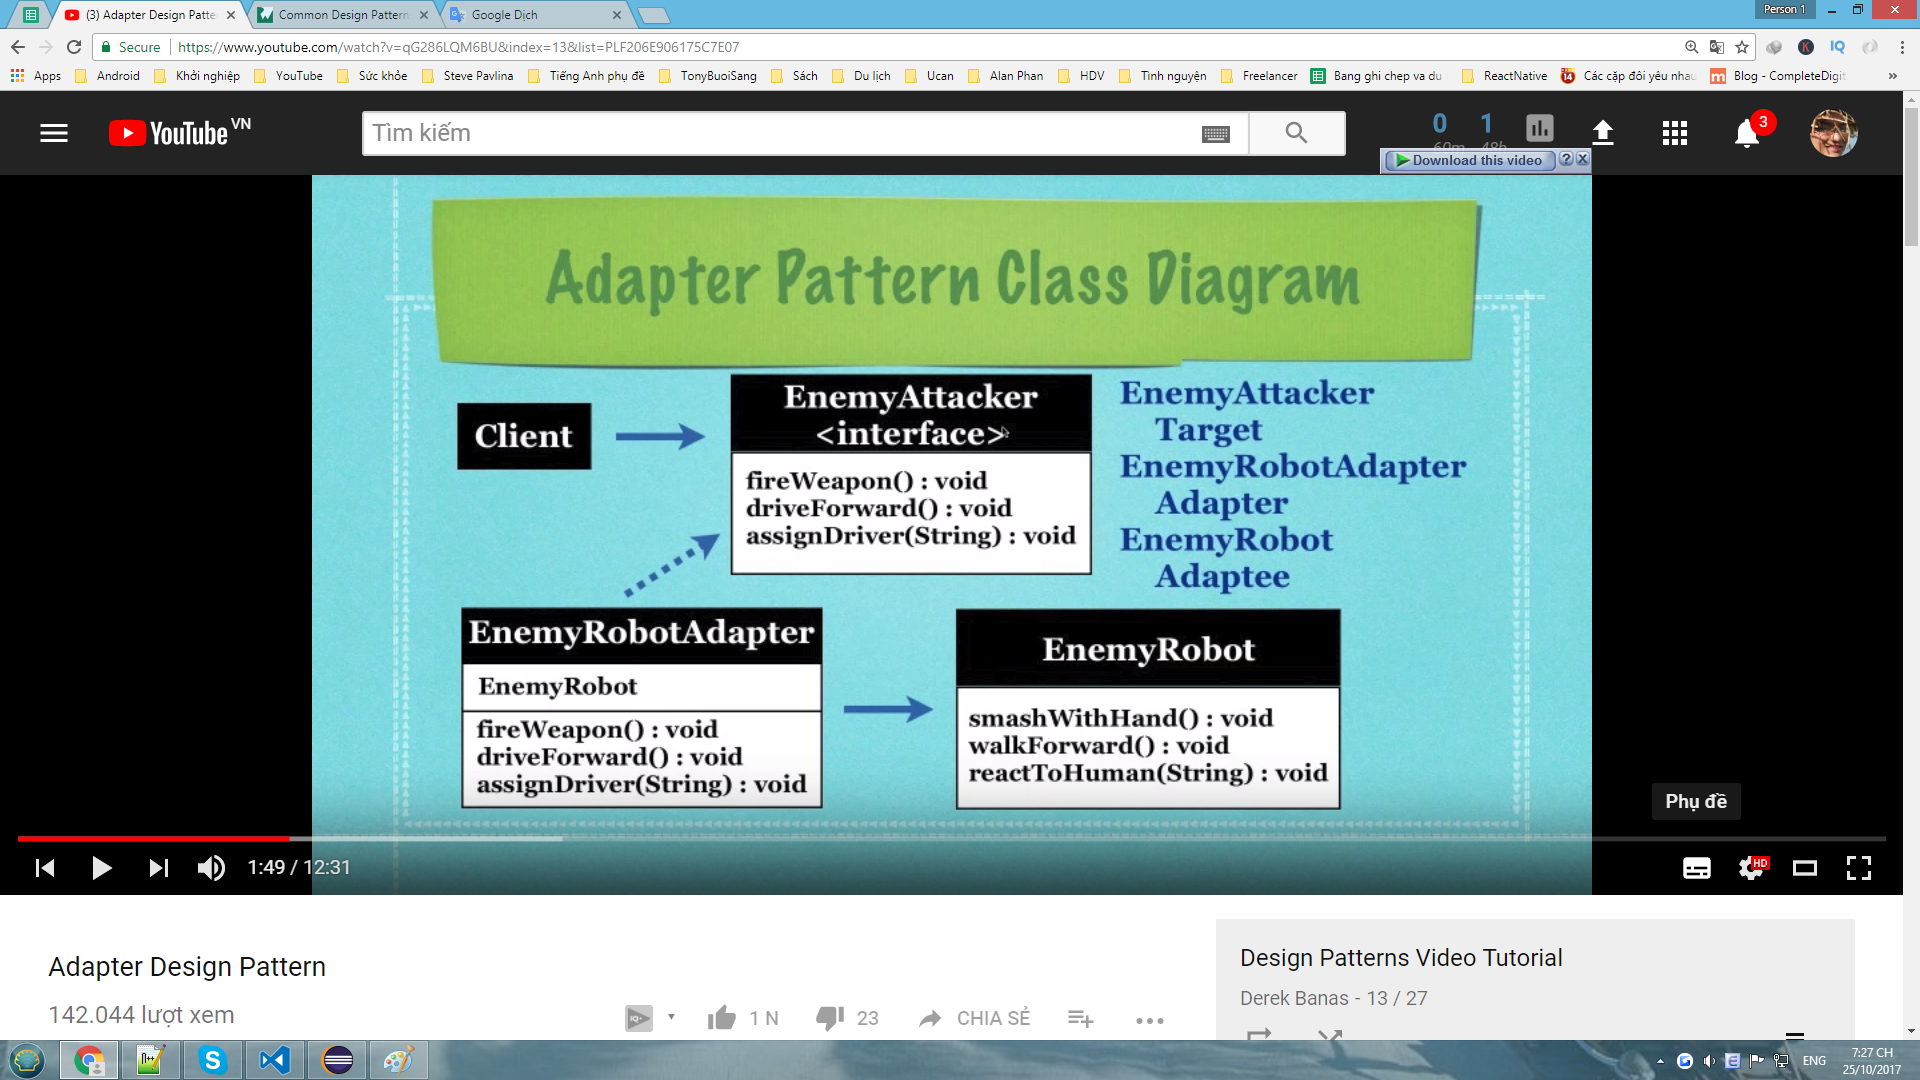 (3) Adapter Design Patte
Common Design Pattern
Google Dịch
Person 1
Secure
https://www.youtube.com/watch?v=qG286LQM6BU&index=13&list=PLF206E906175C7E07
Apps
Android
Khởi nghiệp
YouTube
Sức khỏe
Steve Pavlina
Tiếng Anh phụ đề
TonyBuoiSang
Sách
Du lịch
Ucan
Alan Phan
HDV
Tình nguyện
Freelancer
Bang ghi chep va du
ReactNative
Các cặp đôi yêu nhau
Blog - CompleteDigit
YouTube VN
Tìm kiếm
0 1
60m 48h
3
Download this video
Adapter Pattern Class Diagram
Client
EnemyAttacker
<interface>
fireWeapon() : void
driveForward() : void
assignDriver(String) : void
EnemyAttacker
Target
EnemyRobotAdapter
Adapter
EnemyRobot
Adaptee
EnemyRobotAdapter
EnemyRobot
fireWeapon() : void
driveForward() : void
assignDriver(String) : void
EnemyRobot
smashWithHand() : void
walkForward() : void
reactToHuman(String) : void
Phụ đề
1:49 / 12:31
HD
Adapter Design Pattern
142.044 lượt xem
1 N
23
CHIA SẺ
Design Patterns Video Tutorial
Derek Banas - 13 / 27
ENG
7:27 CH
25/10/2017